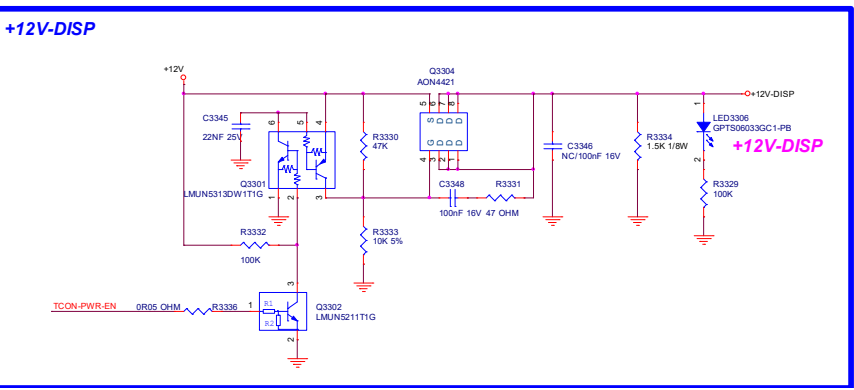 +12V-DISP
+12V
Q3304
AON4421
+12V-DISP
C3345
22NF 25V
6
5
4
R3330
47K
5
6
7
8
S
D
D
D
G
D
D
D
4
3
2
1
C3346
NC/100nF 16V
R3334
1.5K 1/8W
1
LED3306
GPTS06033GC1-PB
+12V-DISP
2
Q3301
LMUN5313DW1T1G
1
2
3
C3348
100nF 16V
R3331
47 OHM
R3329
100K
R3332
100K
R3333
10K 5%
3
TCON-PWR-EN
0R05 OHM
R3336
1
R1
R2
Q3302
LMUN5211T1G
2